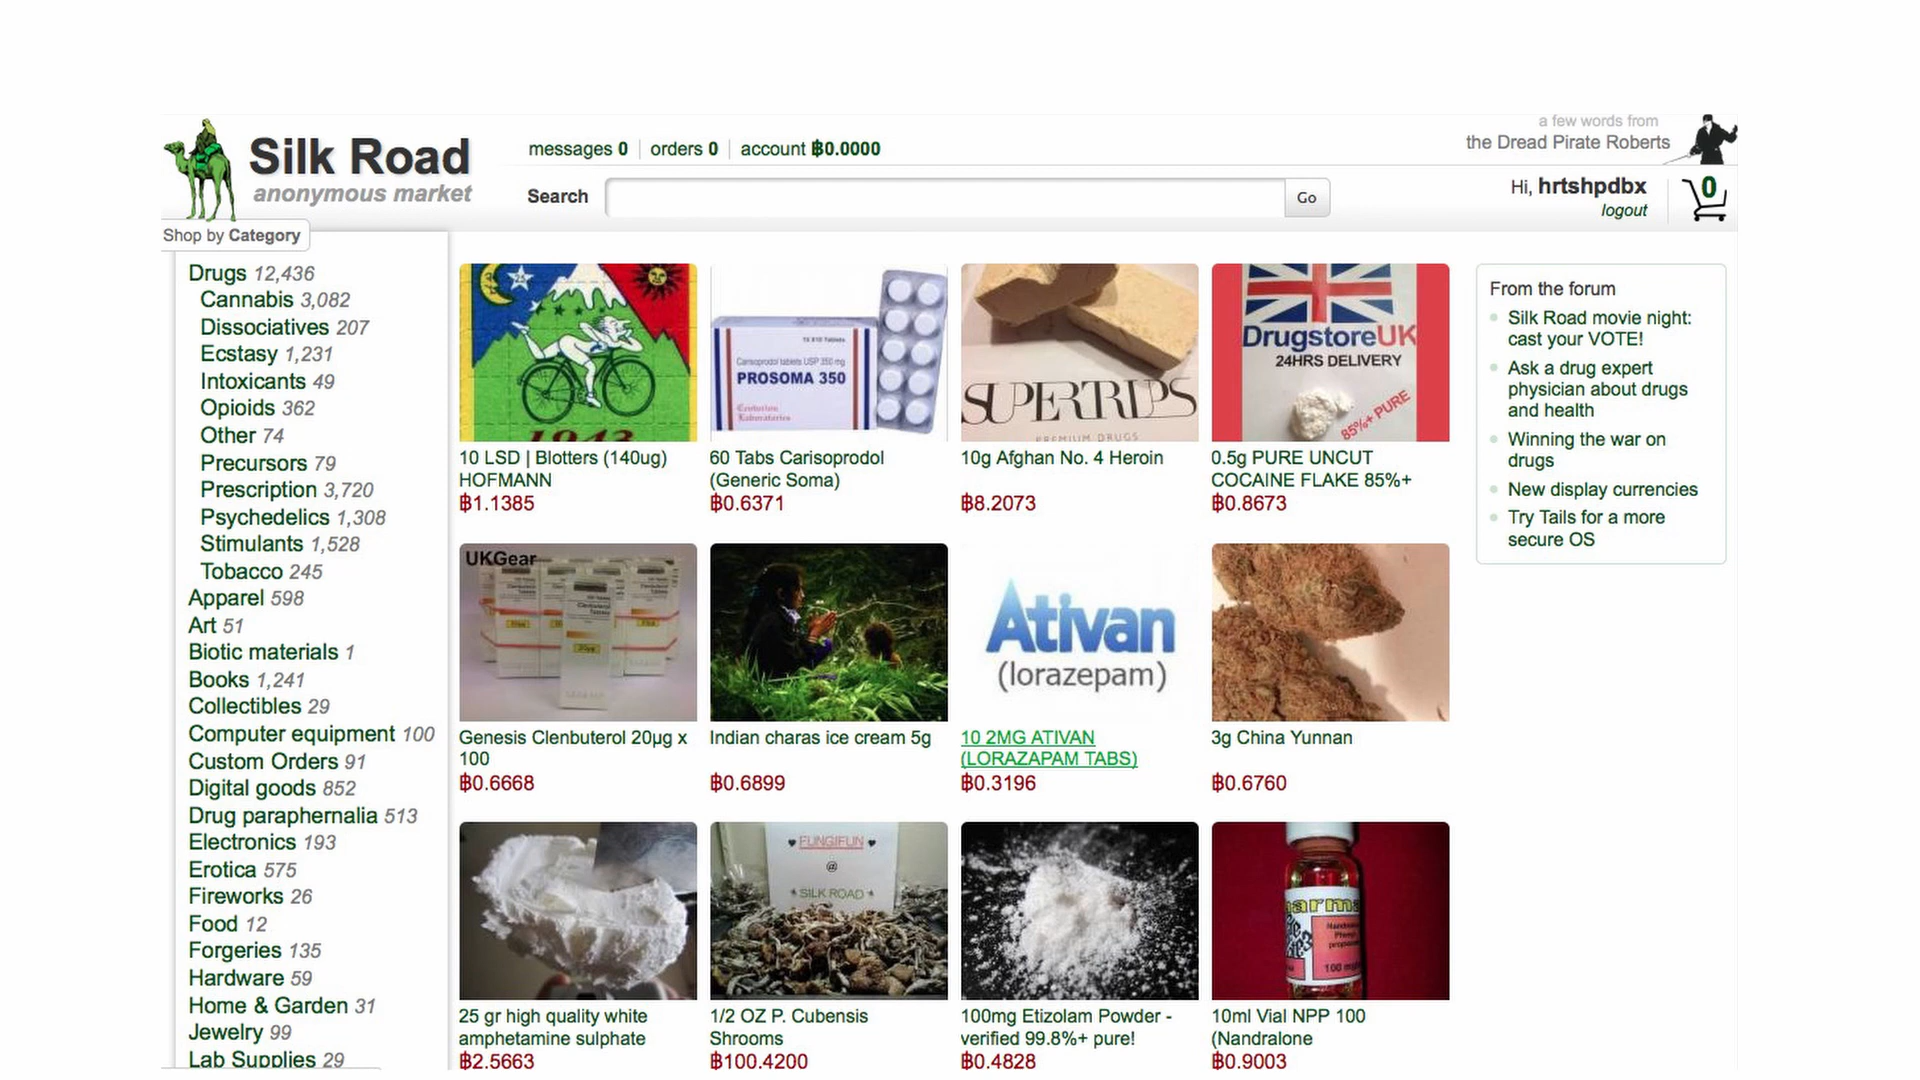 Silk Road
anonymous market
messages 0
orders 0
account ฿0.0000
a few words from
the Dread Pirate Roberts
Search
Go
Hi, hrtshpdbx
logout
0
Shop by Category
Drugs 12,436
Cannabis 3,082
Dissociatives 207
Ecstasy 1,231
Intoxicants 49
Opioids 362
Other 74
Precursors 79
Prescription 3,720
Psychedelics 1,308
Stimulants 1,528
Tobacco 245
Apparel 598
Art 51
Biotic materials 1
Books 1,241
Collectibles 29
Computer equipment 100
Custom Orders 91
Digital goods 852
Drug paraphernalia 513
Electronics 193
Erotica 575
Fireworks 26
Food 12
Forgeries 135
Hardware 59
Home & Garden 31
Jewelry 99
Lab Supplies 29
1943
10 LSD | Blotters (140ug)
HOFMANN
฿1.1385
Carisoprodol tablets USP 350 mg
PROSOMA 350
Centurion
Laboratories
60 Tabs Carisoprodol
(Generic Soma)
฿0.6371
SUPERTRIPS
PREMIUM DRUGS
10g Afghan No. 4 Heroin
฿8.2073
DrugstoreUK
24HRS DELIVERY
85%+ PURE
0.5g PURE UNCUT
COCAINE FLAKE 85%+
฿0.8673
UKGear
Genesis Clenbuterol 20µg x
100
฿0.6668
Indian charas ice cream 5g
฿0.6899
Ativan
(lorazepam)
10 2MG ATIVAN
(LORAZAPAM TABS)
฿0.3196
3g China Yunnan
฿0.6760
25 gr high quality white
amphetamine sulphate
฿2.5663
FUNGIFUN
@
SILK ROAD
1/2 OZ P. Cubensis
Shrooms
฿100.4200
100mg Etizolam Powder -
verified 99.8%+ pure!
฿0.4828
10ml Vial NPP 100
(Nandralone
฿0.9003
From the forum
Silk Road movie night:
cast your VOTE!
Ask a drug expert
physician about drugs
and health
Winning the war on
drugs
New display currencies
Try Tails for a more
secure OS